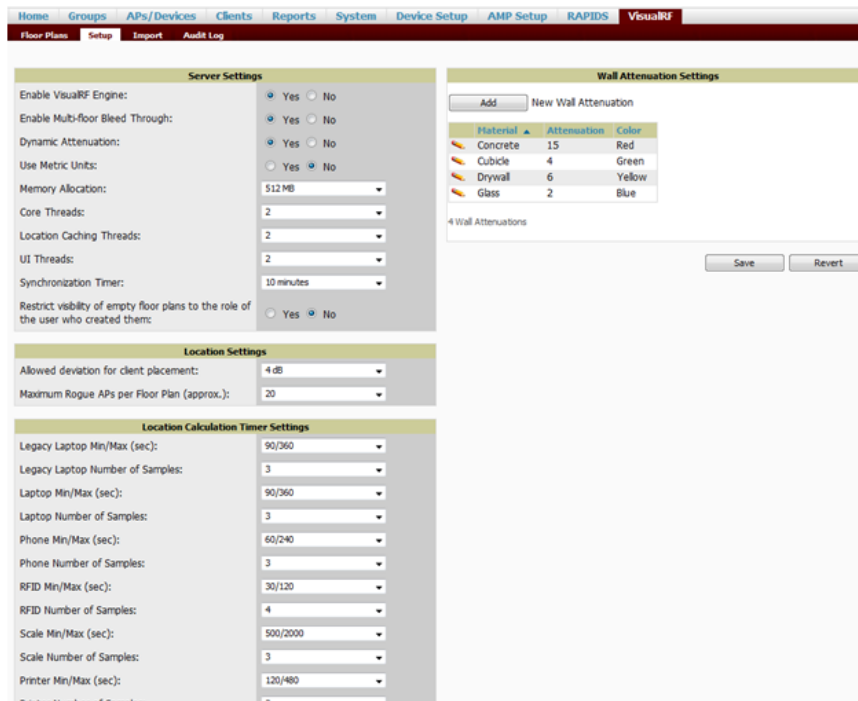 Home Groups APs/Devices Clients Reports System Device Setup AMP Setup RAPIDS VisualRF
Floor Plans Setup Import Audit Log
Server Settings
Enable VisualRF Engine: Yes No
Enable Multi-floor Bleed Through: Yes No
Dynamic Attenuation: Yes No
Use Metric Units: Yes No
Memory Allocation: 512 MB
Core Threads: 2
Location Caching Threads: 2
UI Threads: 2
Synchronization Timer: 10 minutes
Restrict visibility of empty floor plans to the role of
the user who created them: Yes No
Location Settings
Allowed deviation for client placement: 4 dB
Maximum Rogue APs per Floor Plan (approx.): 20
Location Calculation Timer Settings
Legacy Laptop Min/Max (sec): 90/360
Legacy Laptop Number of Samples: 3
Laptop Min/Max (sec): 90/360
Laptop Number of Samples: 3
Phone Min/Max (sec): 60/240
Phone Number of Samples: 3
RFID Min/Max (sec): 30/120
RFID Number of Samples: 4
Scale Min/Max (sec): 500/2000
Scale Number of Samples: 3
Printer Min/Max (sec): 120/480
Wall Attenuation Settings
Add New Wall Attenuation
Material Attenuation Color
Concrete 15 Red
Cubicle 4 Green
Drywall 6 Yellow
Glass 2 Blue
4 Wall Attenuations
Save Revert